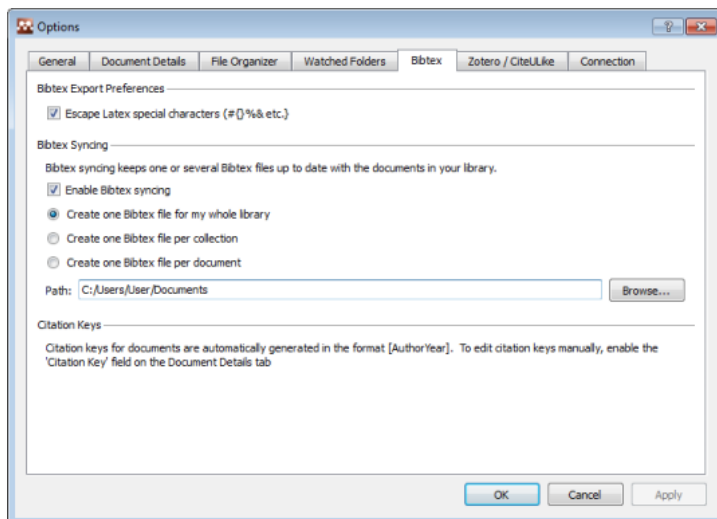 Options
General Document Details File Organizer Watched Folders Bibtex Zotero / CiteULike Connection
Bibtex Export Preferences
Escape Latex special characters (#{}%& etc.}
Bibtex Syncing
Bibtex syncing keeps one or several Bibtex files up to date with the documents in your library.
Enable Bibtex syncing
Create one Bibtex file for my whole library
Create one Bibtex file per collection
Create one Bibtex file per document
Path: C:/Users/User/Documents Browse...
Citation Keys
Citation keys for documents are automatically generated in the format [AuthorYear]. To edit citation keys manually, enable the
'Citation Key' field on the Document Details tab
OK Cancel Apply